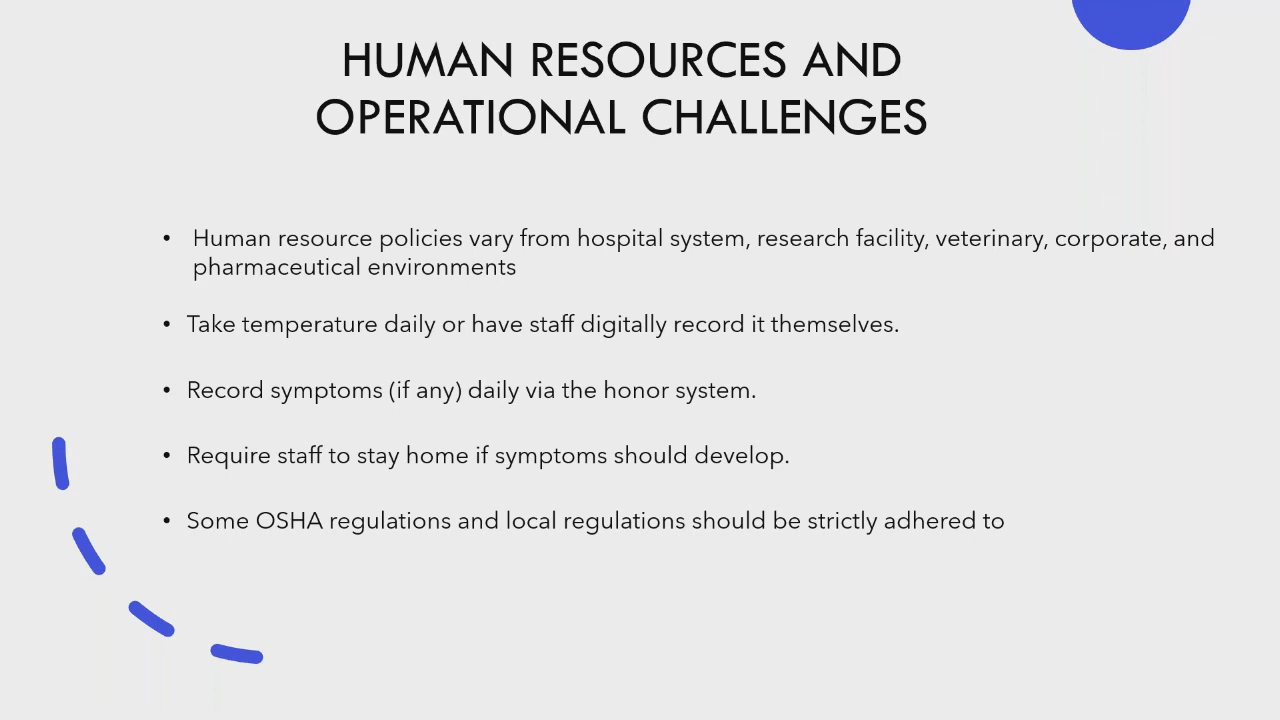 HUMAN RESOURCES AND
OPERATIONAL CHALLENGES
• Human resource policies vary from hospital system, research facility, veterinary, corporate, and
pharmaceutical environments
• Take temperature daily or have staff digitally record it themselves.
• Record symptoms (if any) daily via the honor system.
• Require staff to stay home if symptoms should develop.
• Some OSHA regulations and local regulations should be strictly adhered to